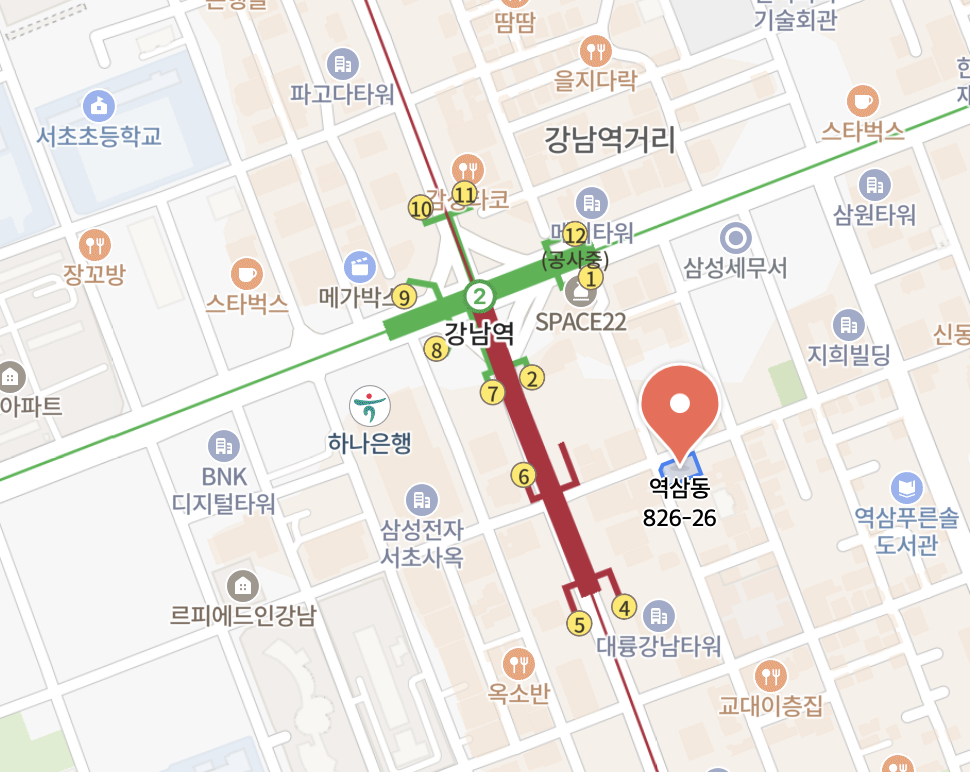 땀땀
기술회관
파고다타워
을지다락
서초초등학교
강남역거리
스타벅스
10
11
감성타코
삼원타워
12
(공사중)
장꼬방
스타벅스
메가박스
9
2
1
삼성세무서
SPACE22
강남역
8
지희빌딩
신동
아파트
7
2
하나은행
BNK
디지털타워
6
삼성전자
서초사옥
역삼동
826-26
역삼푸른솔
도서관
르피에드인강남
5
4
대륭강남타워
옥소반
교대이층집